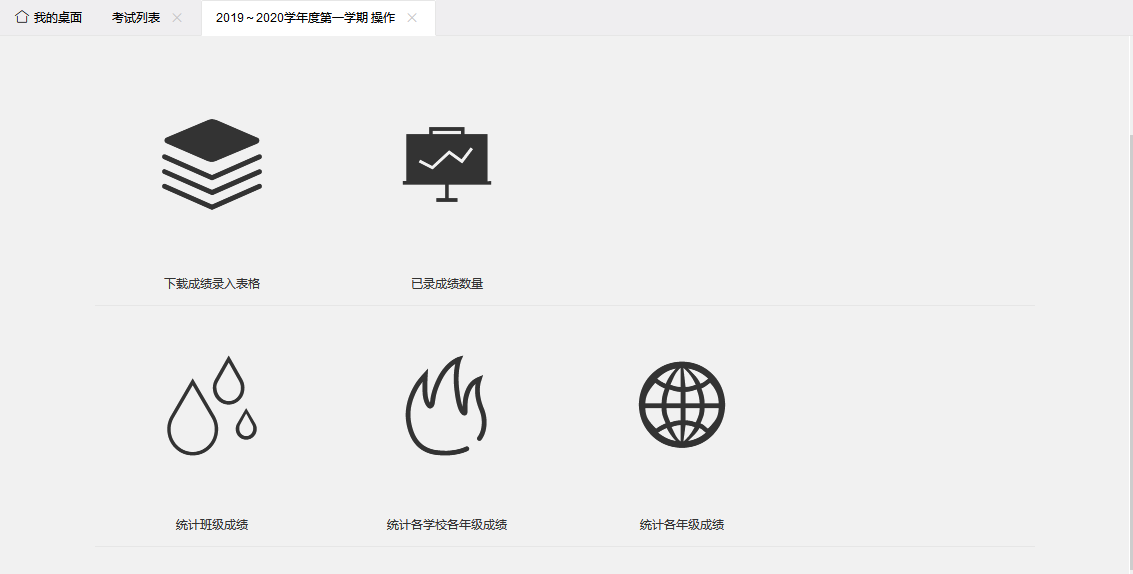 我的桌面
考试列表
2019～2020学年度第一学期 操作
下载成绩录入表格
已录成绩数量
统计班级成绩
统计各学校各年级成绩
统计各年级成绩